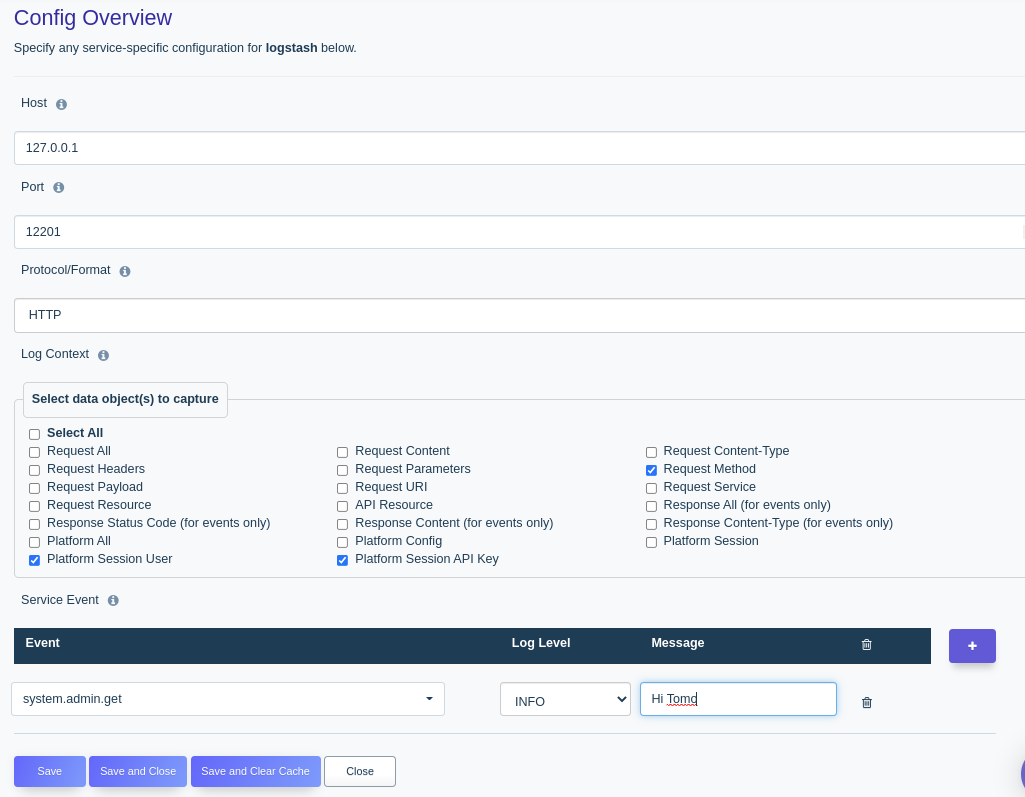 Config Overview
Specify any service-specific configuration for logstash below.
Host
127.0.0.1
Port
12201
Protocol/Format
HTTP
Log Context
Select data object(s) to capture
Select All
Request All Request Content Request Content-Type
Request Headers Request Parameters Request Method
Request Payload Request URI Request Service
Request Resource API Resource Response All (for events only)
Response Status Code (for events only) Response Content (for events only) Response Content-Type (for events only)
Platform All Platform Config Platform Session
Platform Session User Platform Session API Key
Service Event
Event Log Level Message +
system.admin.get INFO Hi
Save Save and Close Save and Clear Cache Close